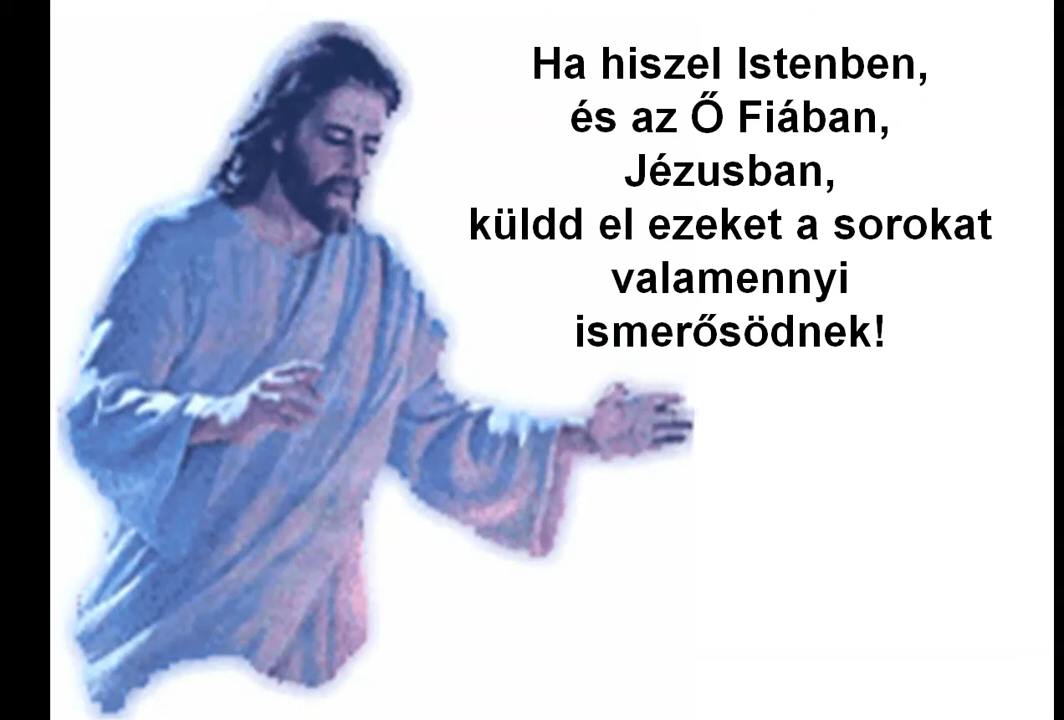 Ha hiszel Istenben,
és az Ő Fiában,
Jézusban,
küldd el ezeket a sorokat
valamennyi
ismerősödnek!